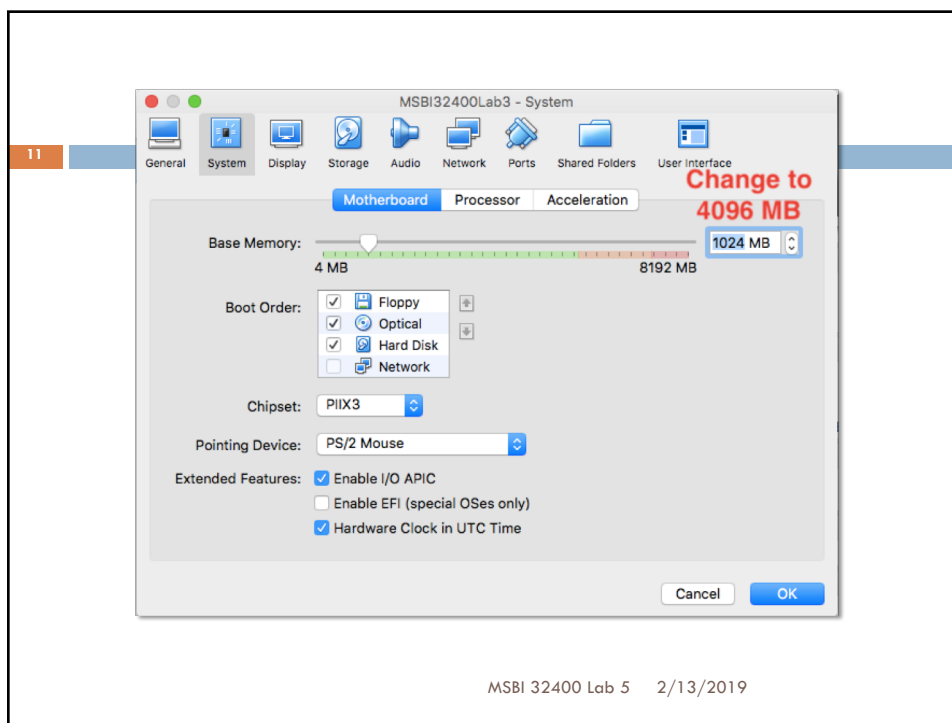 MSBI32400Lab3 - System
11
General System Display Storage Audio Network Ports Shared Folders User Interface
Change to
4096 MB
Motherboard Processor Acceleration
Base Memory: 1024 MB
4 MB 8192 MB
Boot Order: Floppy
Optical
Hard Disk
Network
Chipset: PIIX3
Pointing Device: PS/2 Mouse
Extended Features: Enable I/O APIC
Enable EFI (special OSes only)
Hardware Clock in UTC Time
Cancel OK
MSBI 32400 Lab 5 2/13/2019